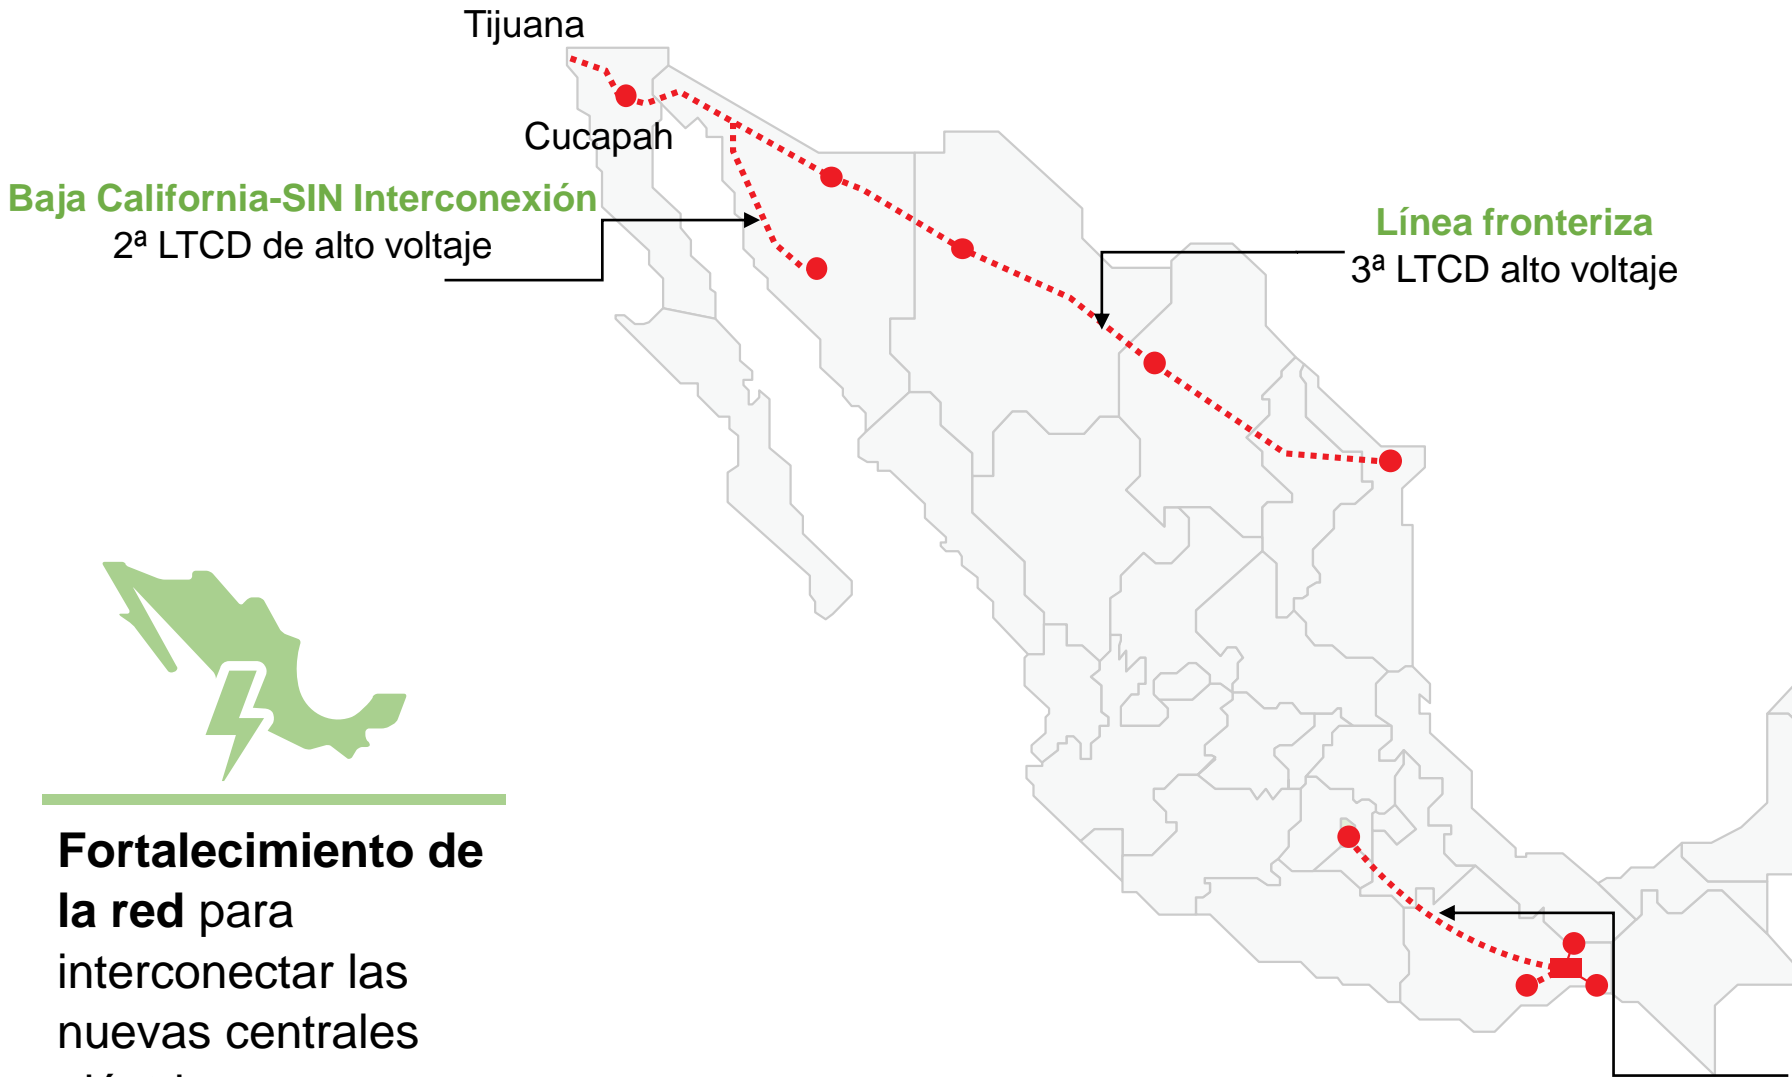 Tijuana
Cucapah
Baja California-SIN Interconexión
2ª LTCD de alto voltaje
Línea fronteriza
3ª LTCD alto voltaje
Fortalecimiento de
la red para
interconectar las
nuevas centrales